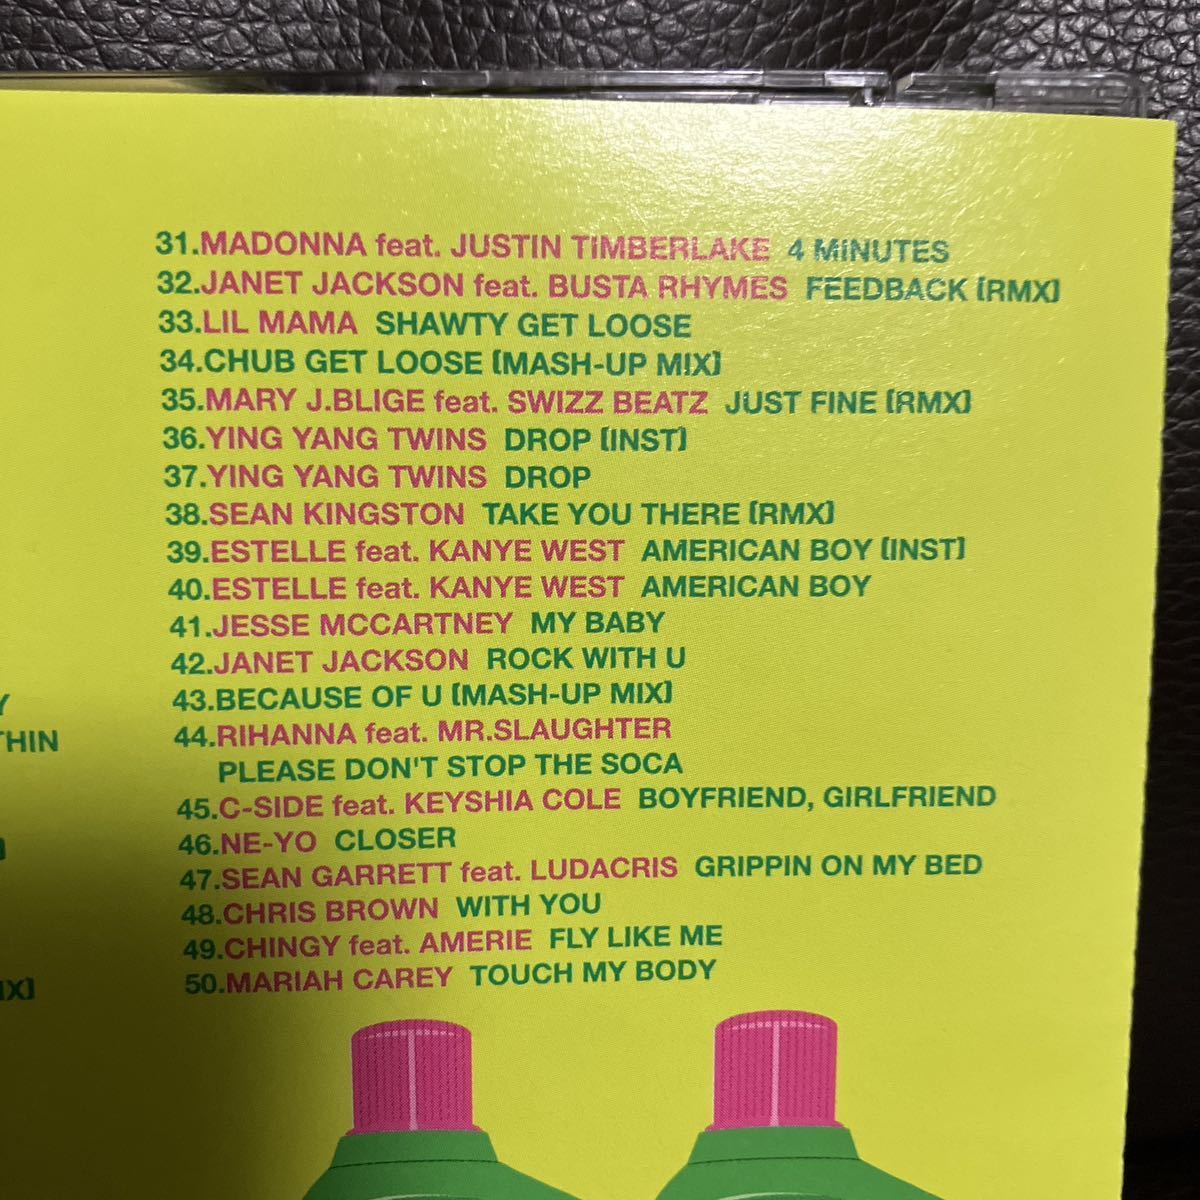 31.MADONNA feat. JUSTIN TIMBERLAKE 4 MINUTES
32.JANET JACKSON feat. BUSTA RHYMES FEEDBACK [RMX]
33.LIL MAMA SHAWTY GET LOOSE
34.CHUB GET LOOSE [MASH-UP MIX]
35.MARY J.BLIGE feat. SWIZZ BEATZ JUST FINE [RMX]
36.YING YANG TWINS DROP [INST]
37.YING YANG TWINS DROP
38.SEAN KINGSTON TAKE YOU THERE [RMX]
39.ESTELLE feat. KANYE WEST AMERICAN BOY [INST]
40.ESTELLE feat. KANYE WEST AMERICAN BOY
41.JESSE MCCARTNEY MY BABY
42.JANET JACKSON ROCK WITH U
43.BECAUSE OF U [MASH-UP MIX]
44.RIHANNA feat. MR.SLAUGHTER
PLEASE DON'T STOP THE SOCA
45.C-SIDE feat. KEYSHIA COLE BOYFRIEND, GIRLFRIEND
46.NE-YO CLOSER
47.SEAN GARRETT feat. LUDACRIS GRIPPIN ON MY BED
48.CHRIS BROWN WITH YOU
49.CHINGY feat. AMERIE FLY LIKE ME
50.MARIAH CAREY TOUCH MY BODY